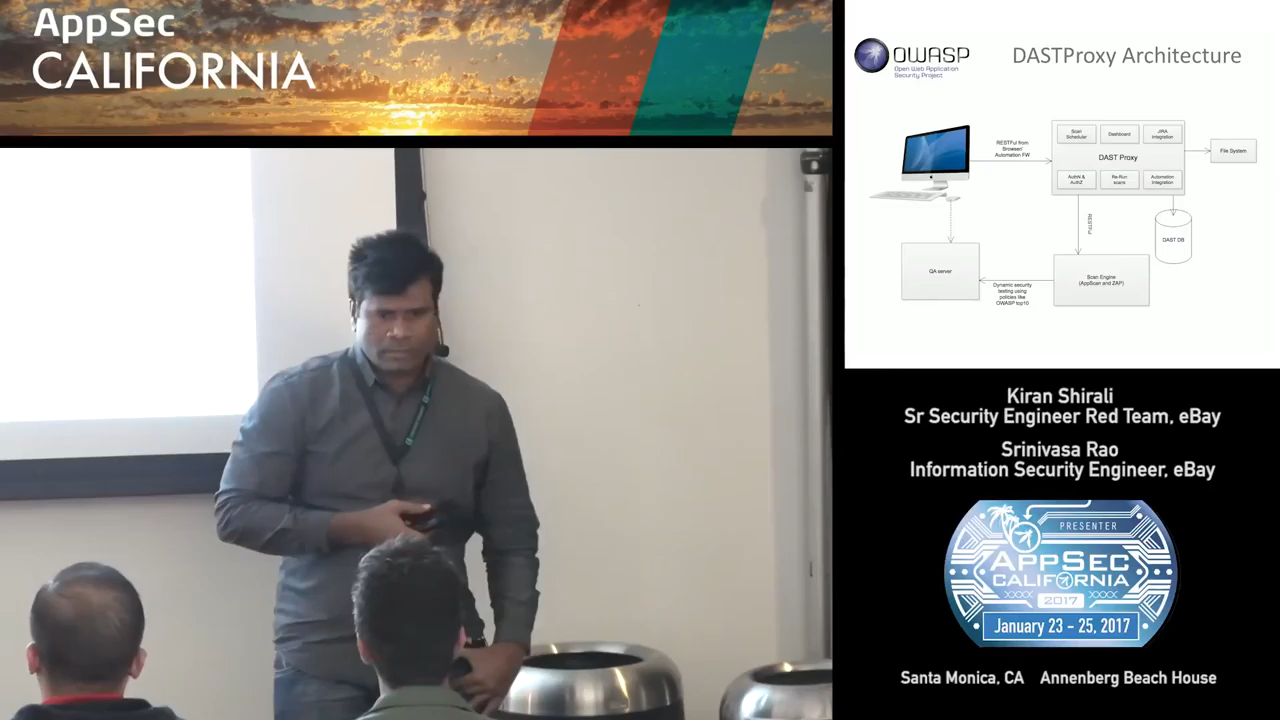 AppSec
CALIFORNIA
OWASP
Open Web Application
Security Project
DASTProxy Architecture
Scan
Scheduler
Dashboard
JIRA
Integration
RESTFul from
Browser/
Automation FW
DAST Proxy
File System
AuthN &
AuthZ
Re-Run
scans
Automation
Integration
RESTFul
DAST DB
QA server
Scan Engine
(AppScan and ZAP)
Dynamic security
testing using
policies like
OWASP top10
Kiran Shirali
Sr Security Engineer Red Team, eBay
Srinivasa Rao
Information Security Engineer, eBay
PRESENTER
APPSEC
CALIFORNIA
2017
January 23 - 25, 2017
Santa Monica, CA Annenberg Beach House